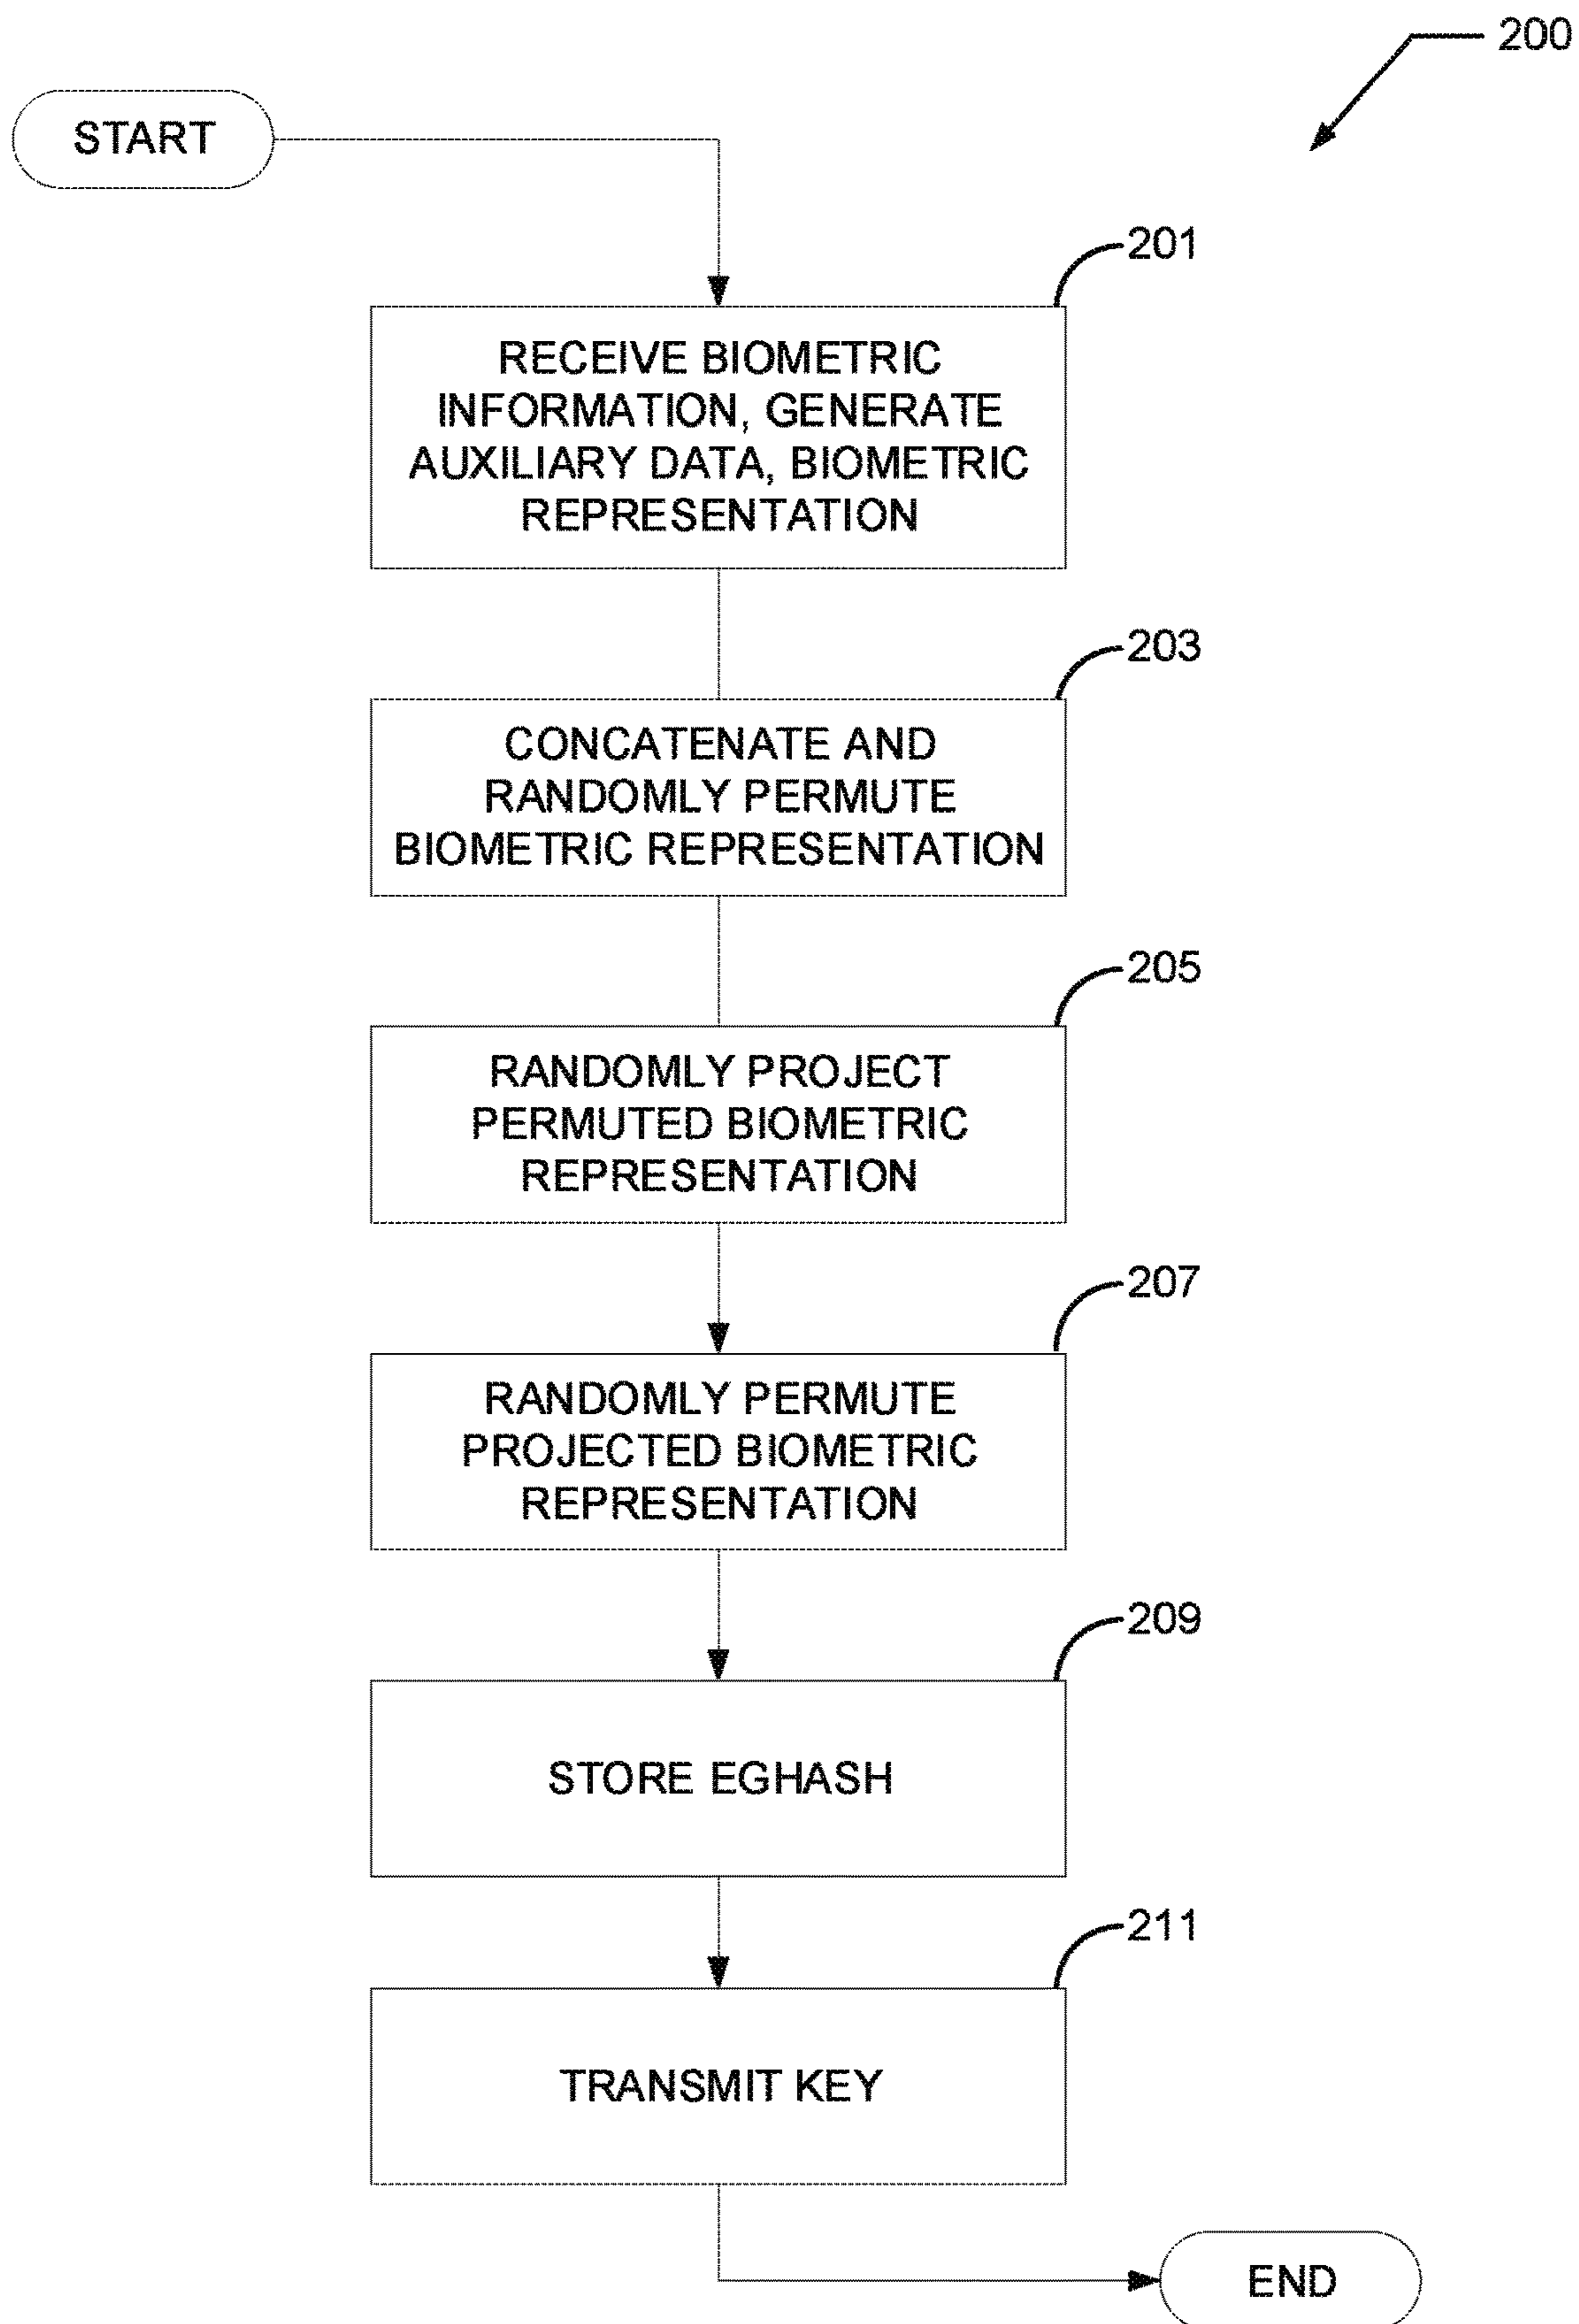 200
START
201
RECEIVE BIOMETRIC
INFORMATION, GENERATE
AUXILIARY DATA, BIOMETRIC
REPRESENTATION
203
CONCATENATE AND
RANDOMLY PERMUTE
BIOMETRIC REPRESENTATION
205
RANDOMLY PROJECT
PERMUTED BIOMETRIC
REPRESENTATION
207
RANDOMLY PERMUTE
PROJECTED BIOMETRIC
REPRESENTATION
209
STORE EGHASH
211
TRANSMIT KEY
END